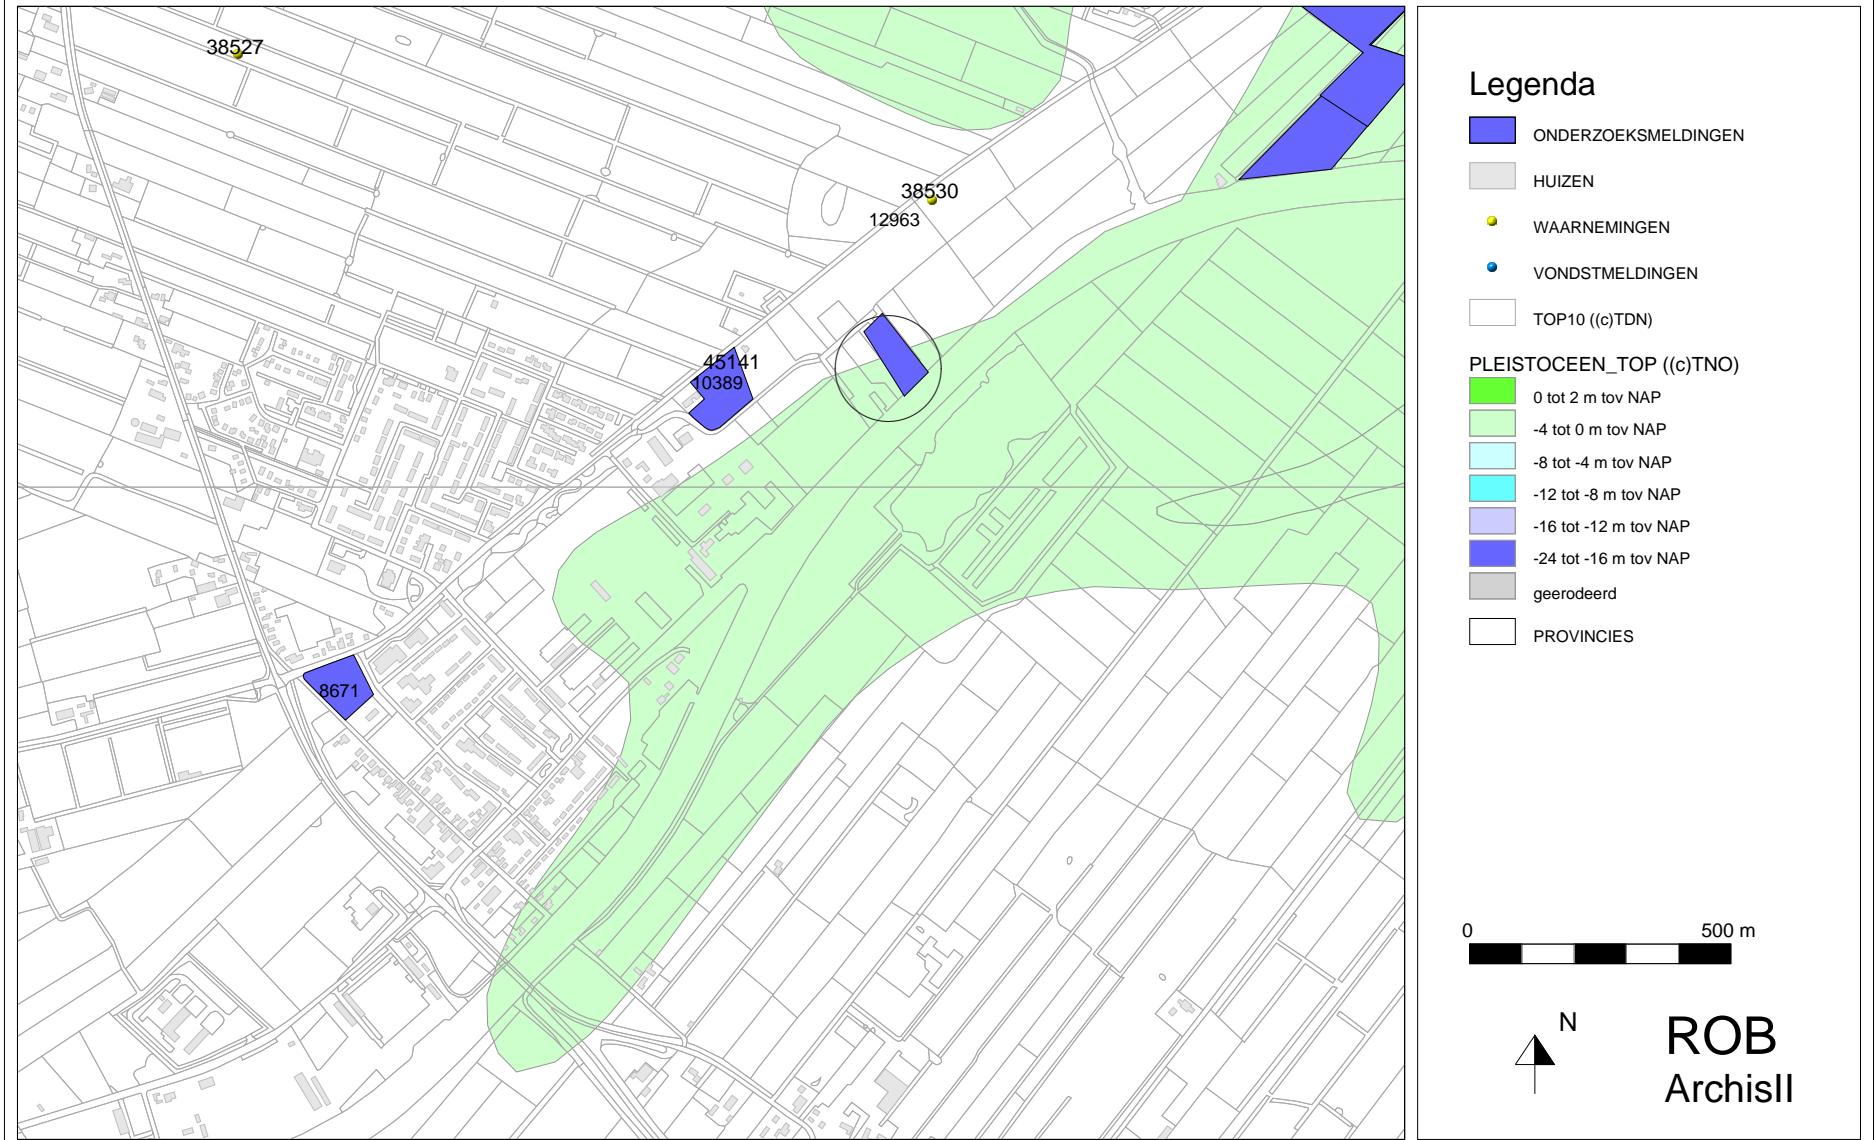 38527
38530
12963
45141
10389
8671
Legenda
ONDERZOEKSMELDINGEN
HUIZEN
WAARNEMINGEN
VONDSTMELDINGEN
TOP10 ((c)TDN)
PLEISTOCEEN_TOP ((c)TNO)
0 tot 2 m tov NAP
-4 tot 0 m tov NAP
-8 tot -4 m tov NAP
-12 tot -8 m tov NAP
-16 tot -12 m tov NAP
-24 tot -16 m tov NAP
geerodeerd
PROVINCIES
0 500 m
N
ROB
ArchisII